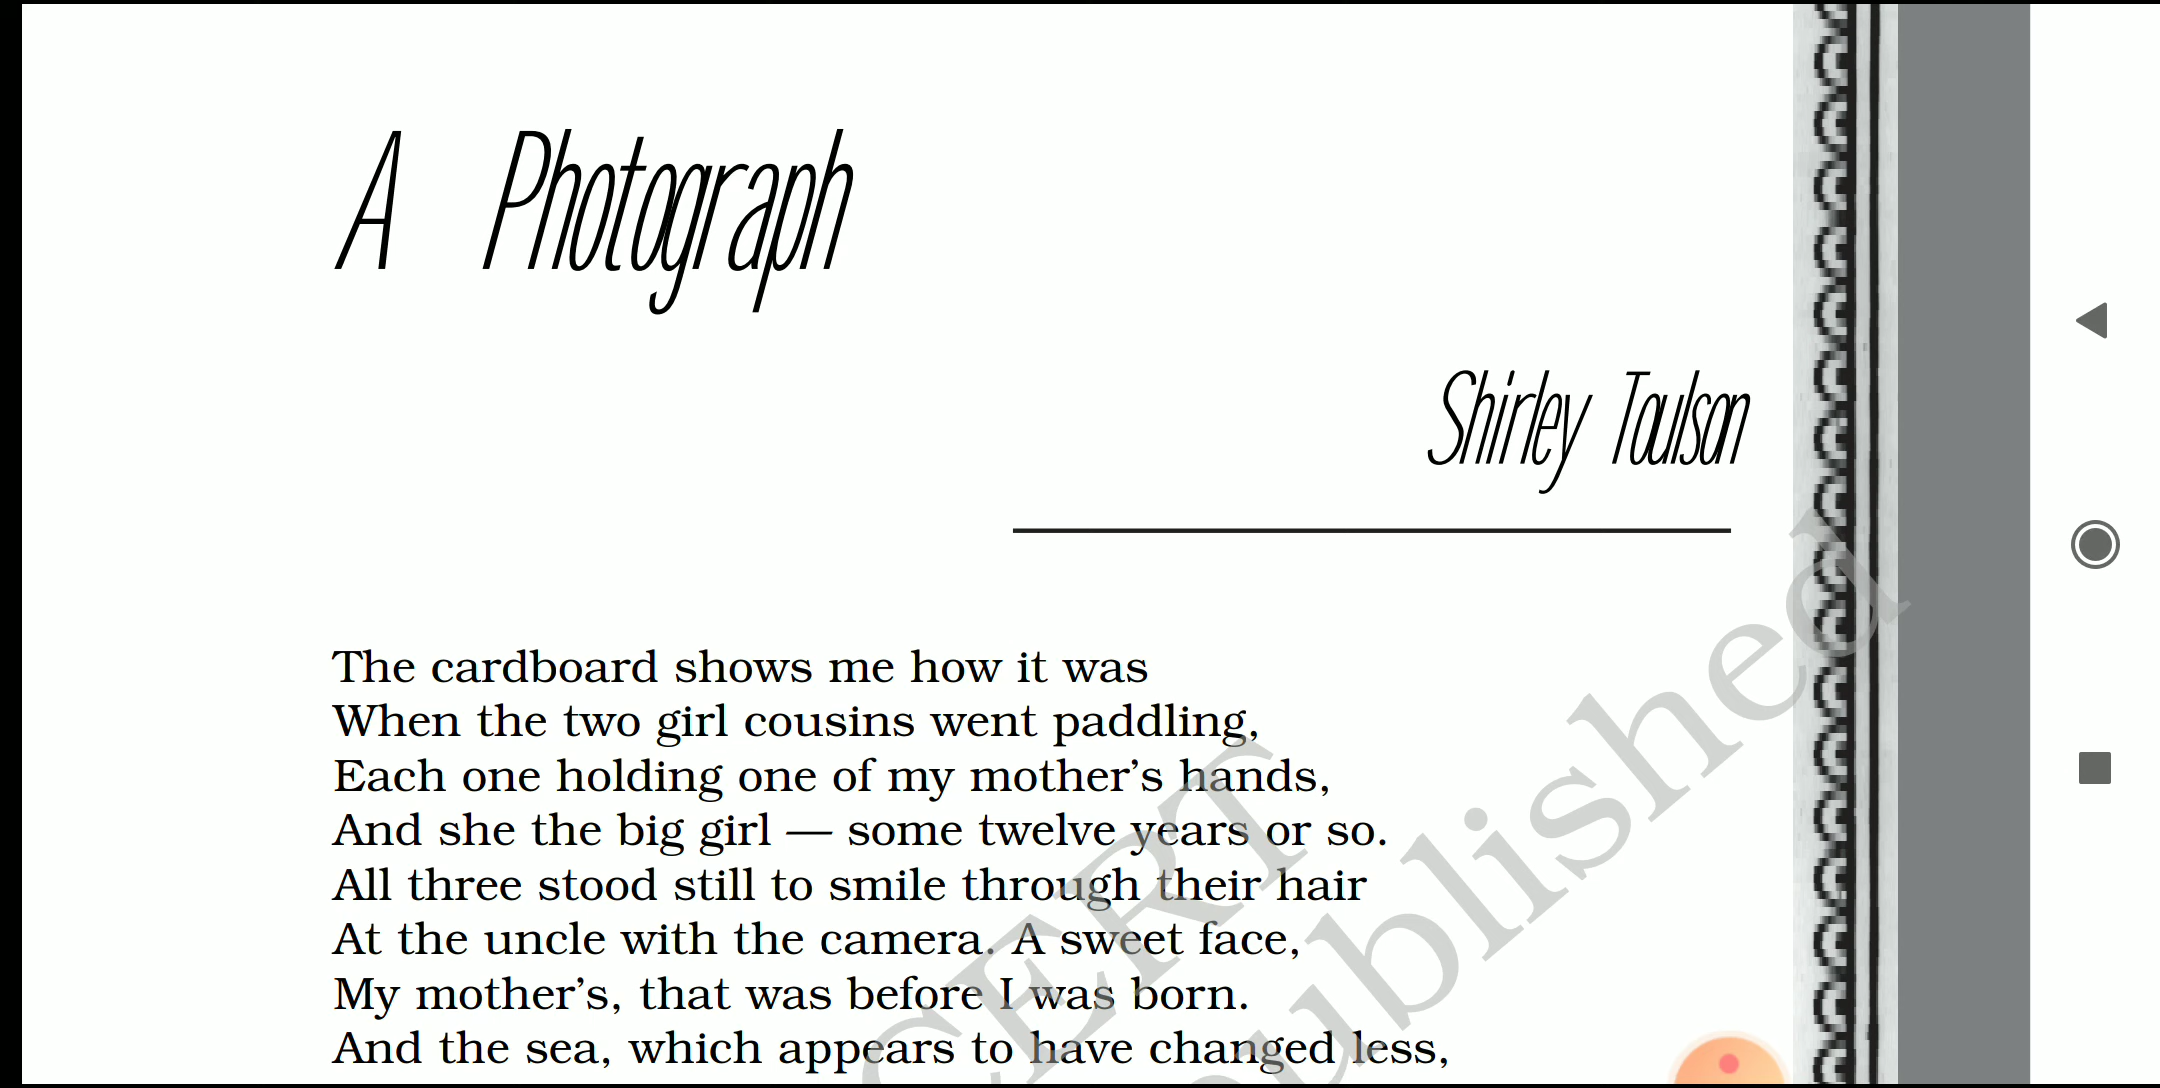 A Photograph
Shirley Toulson
The cardboard shows me how it was
When the two girl cousins went paddling,
Each one holding one of my mother’s hands,
And she the big girl — some twelve years or so.
All three stood still to smile through their hair
At the uncle with the camera. A sweet face,
My mother’s, that was before I was born.
And the sea, which appears to have changed less,
CERT
published